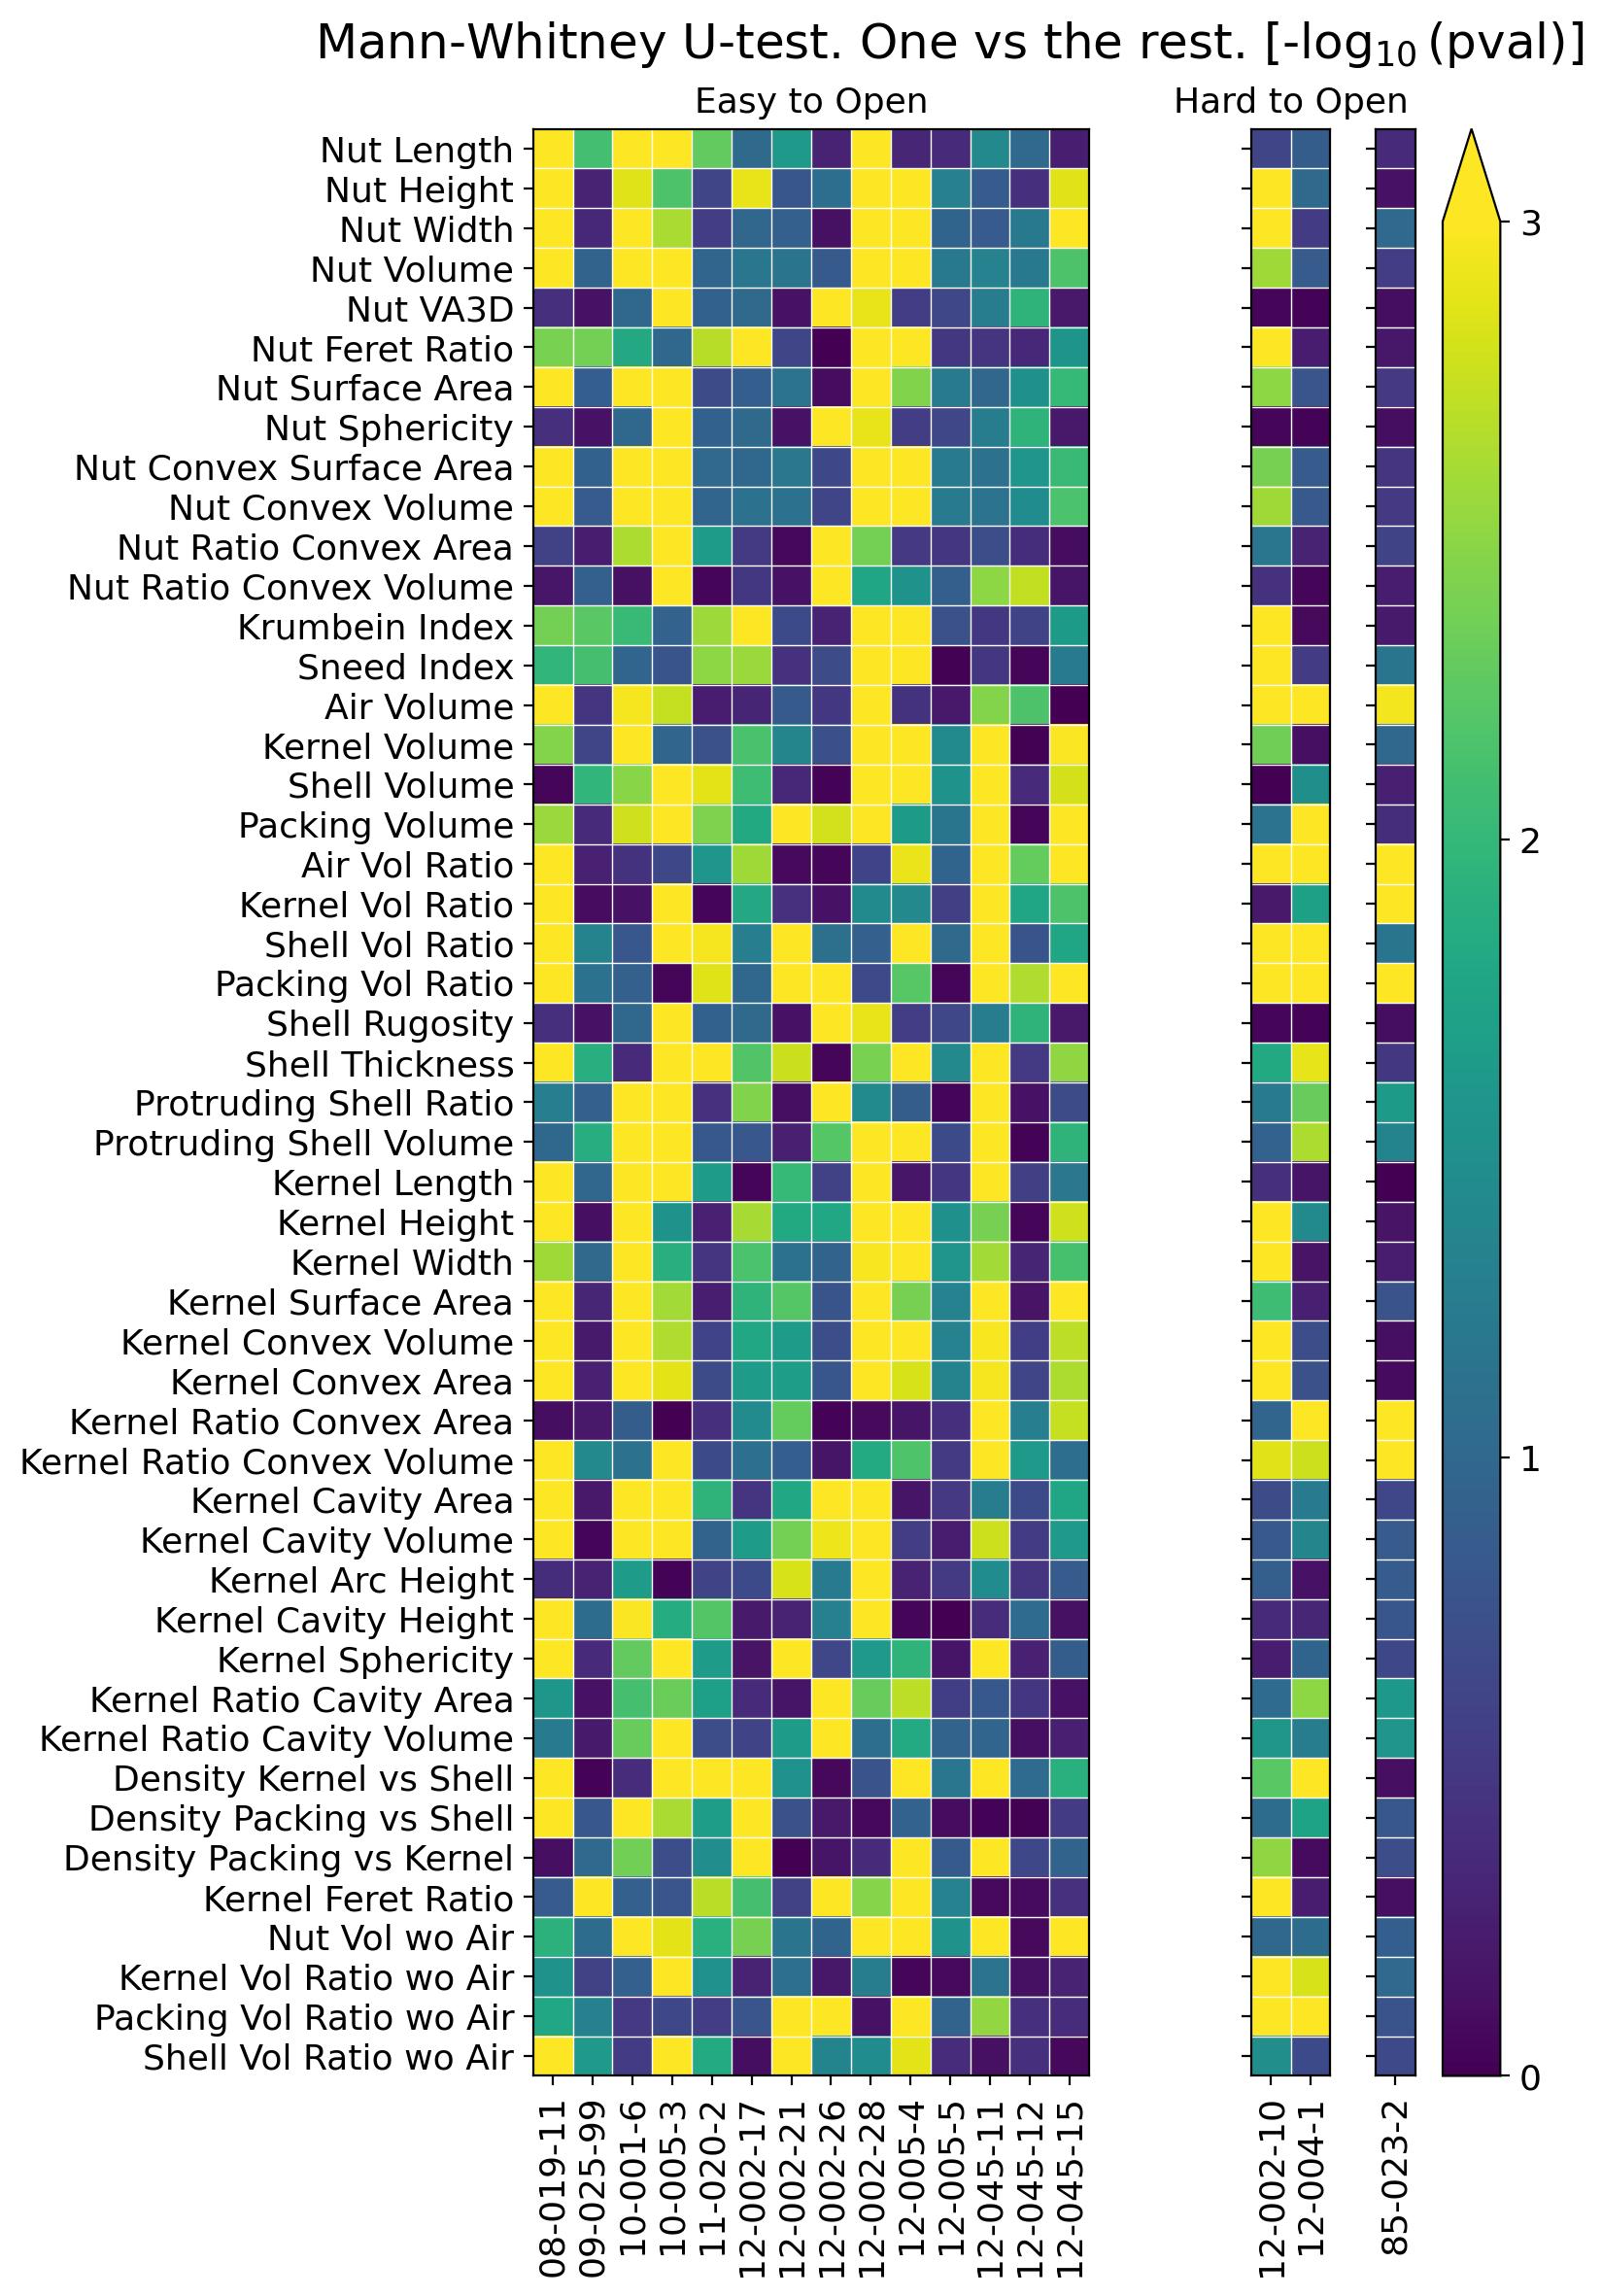 Mann-Whitney U-test. One vs the rest. [-log₁₀ (pval)]
Easy to Open
Hard to Open
Nut Length
Nut Height
Nut Width
Nut Volume
Nut VA3D
Nut Feret Ratio
Nut Surface Area
Nut Sphericity
Nut Convex Surface Area
Nut Convex Volume
Nut Ratio Convex Area
Nut Ratio Convex Volume
Krumbein Index
Sneed Index
Air Volume
Kernel Volume
Shell Volume
Packing Volume
Air Vol Ratio
Kernel Vol Ratio
Shell Vol Ratio
Packing Vol Ratio
Shell Rugosity
Shell Thickness
Protruding Shell Ratio
Protruding Shell Volume
Kernel Length
Kernel Height
Kernel Width
Kernel Surface Area
Kernel Convex Volume
Kernel Convex Area
Kernel Ratio Convex Area
Kernel Ratio Convex Volume
Kernel Cavity Area
Kernel Cavity Volume
Kernel Arc Height
Kernel Cavity Height
Kernel Sphericity
Kernel Ratio Cavity Area
Kernel Ratio Cavity Volume
Density Kernel vs Shell
Density Packing vs Shell
Density Packing vs Kernel
Kernel Feret Ratio
Nut Vol wo Air
Kernel Vol Ratio wo Air
Packing Vol Ratio wo Air
Shell Vol Ratio wo Air
08-019-11
09-025-99
10-001-6
10-005-3
11-020-2
12-002-17
12-002-21
12-002-26
12-002-28
12-005-4
12-005-5
12-045-11
12-045-12
12-045-15
12-002-10
12-004-1
85-023-2
3
2
1
0